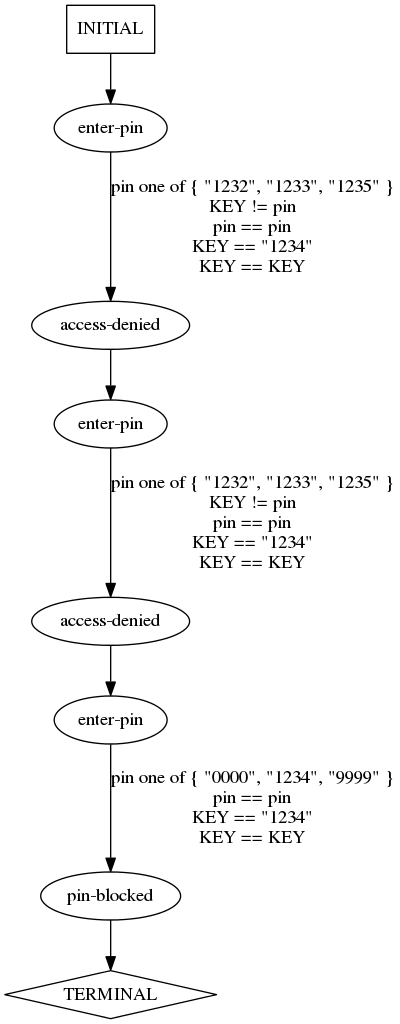 INITIAL
enter-pin
pin one of { "1232", "1233", "1235" }
KEY != pin
pin == pin
KEY == "1234"
KEY == KEY
access-denied
enter-pin
pin one of { "1232", "1233", "1235" }
KEY != pin
pin == pin
KEY == "1234"
KEY == KEY
access-denied
enter-pin
pin one of { "0000", "1234", "9999" }
pin == pin
KEY == "1234"
KEY == KEY
pin-blocked
TERMINAL